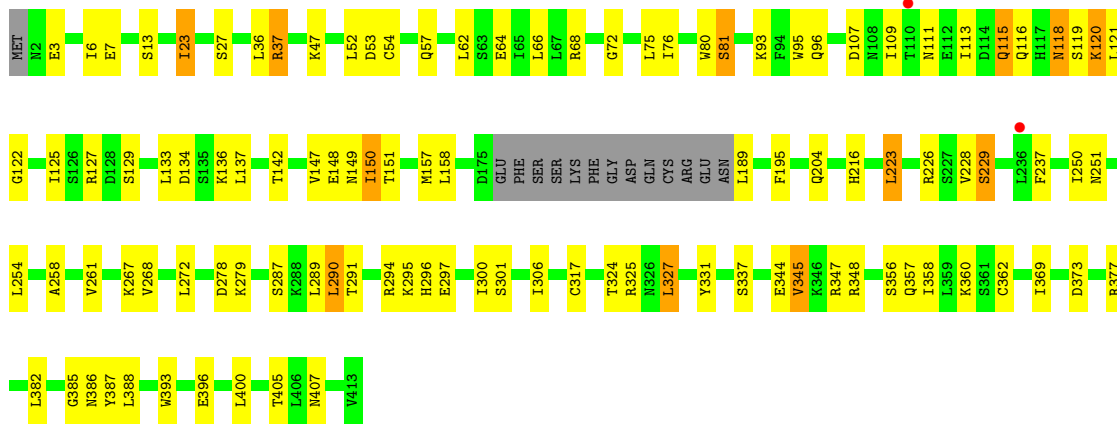 MET N2 E3 I6 E7 S13 I23 S27 L36 R37 K47 L52 D53 C54 Q57 L62 S63 E64 I65 L66 L67 R68 G72 L75 I76 W80 S81 K93 F94 W95 Q96 D107 N108 I109 T110 N111 E112 I113 D114 Q115 Q116 H117 N118 S119 K120 L121
G122 I125 S126 R127 D128 S129 L133 D134 S135 K136 L137 T142 V147 E148 N149 I150 T151 M157 L158 D175 GLU PHE SER SER LYS PHE GLY ASP GLN CYS ARG GLU ASN L189 F195 Q204 H216 L223 R226 S227 V228 S229 L236 F237 I250 N251
L254 A258 V261 K267 V268 L272 D278 K279 S287 K288 L289 L290 T291 R294 K295 H296 E297 I300 S301 I306 C317 T324 R325 N326 L327 Y331 S337 E344 V345 K346 R347 R348 S356 Q357 I358 L359 K360 S361 C362 I369 D373 R377
L382 G385 N386 Y387 L388 W393 E396 L400 T405 L406 N407 V413